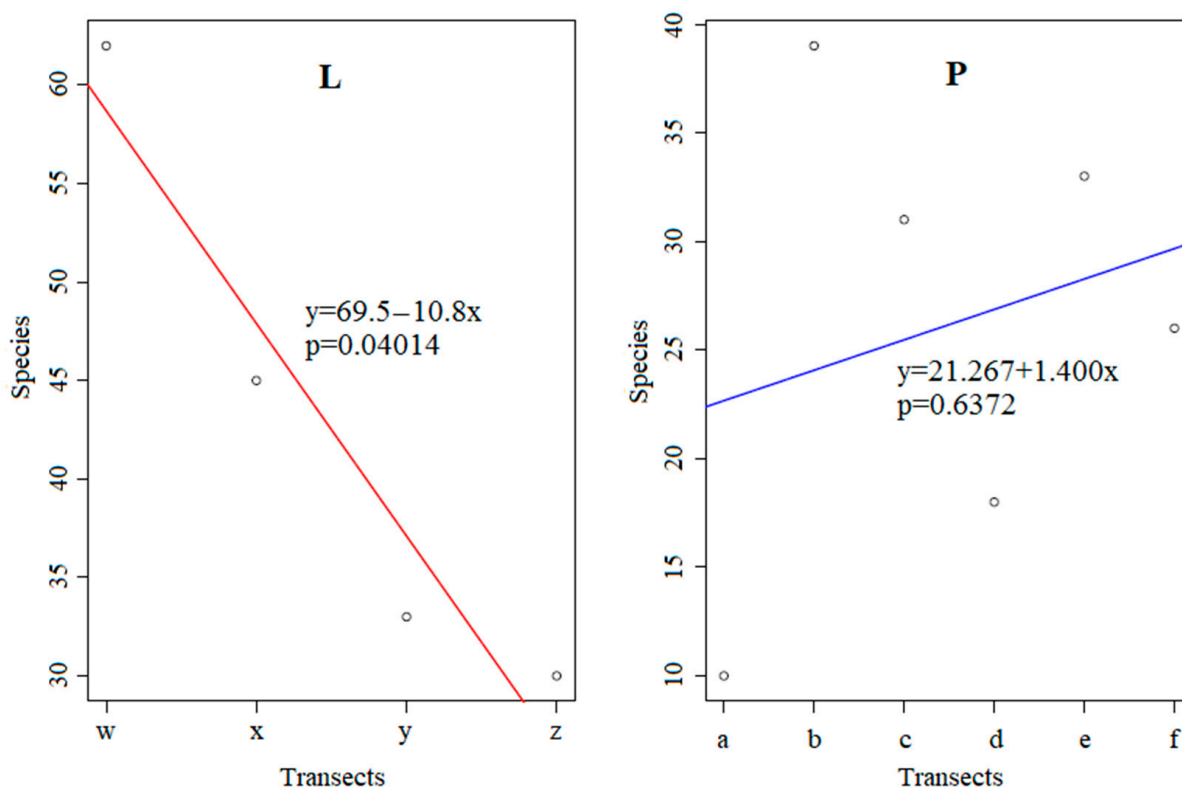 L
Species
60
55
50
45
40
35
30
y=69.5−10.8x
p=0.04014
w x y z
Transects
P
Species
40
35
30
25
20
15
10
y=21.267+1.400x
p=0.6372
a b c d e f
Transects